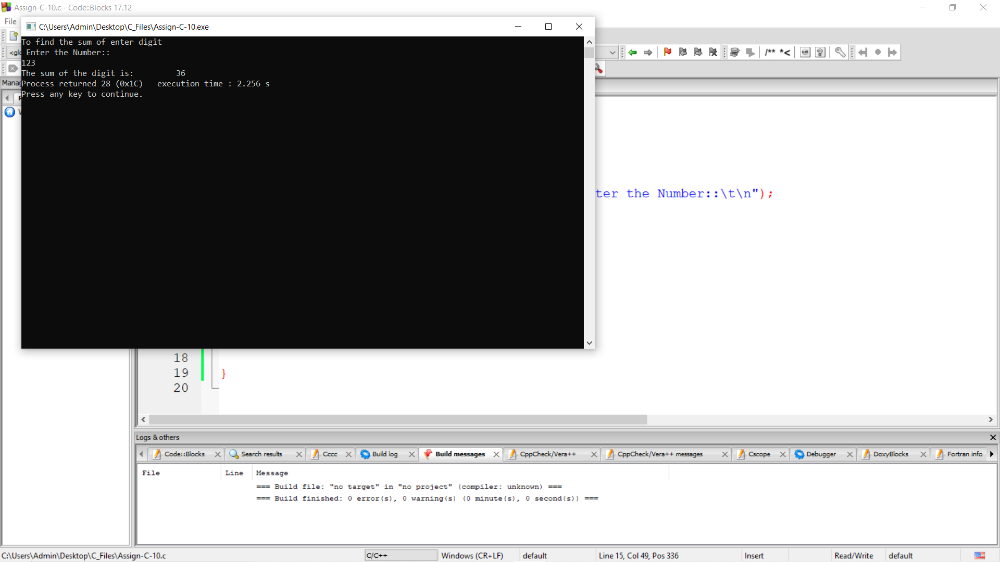 Assign-C-10.c - Code::Blocks 17.12
File
C:\Users\Admin\Desktop\C_Files\Assign-C-10.exe
To find the sum of enter digit
Enter the Number::
123
The sum of the digit is: 36
Process returned 28 (0x1C) execution time : 2.256 s
Press any key to continue.
<glo
/** *<
Manag
ter the Number::\t\n");
18
19 }
20
Logs & others
Code::Blocks Search results Cccc Build log Build messages CppCheck/Vera++ CppCheck/Vera++ messages Cscope Debugger DoxyBlocks Fortran info
File Line Message
=== Build file: "no target" in "no project" (compiler: unknown) ===
=== Build finished: 0 error(s), 0 warning(s) (0 minute(s), 0 second(s)) ===
C:\Users\Admin\Desktop\C_Files\Assign-C-10.c C/C++ Windows (CR+LF) default Line 15, Col 49, Pos 336 Insert Read/Write default